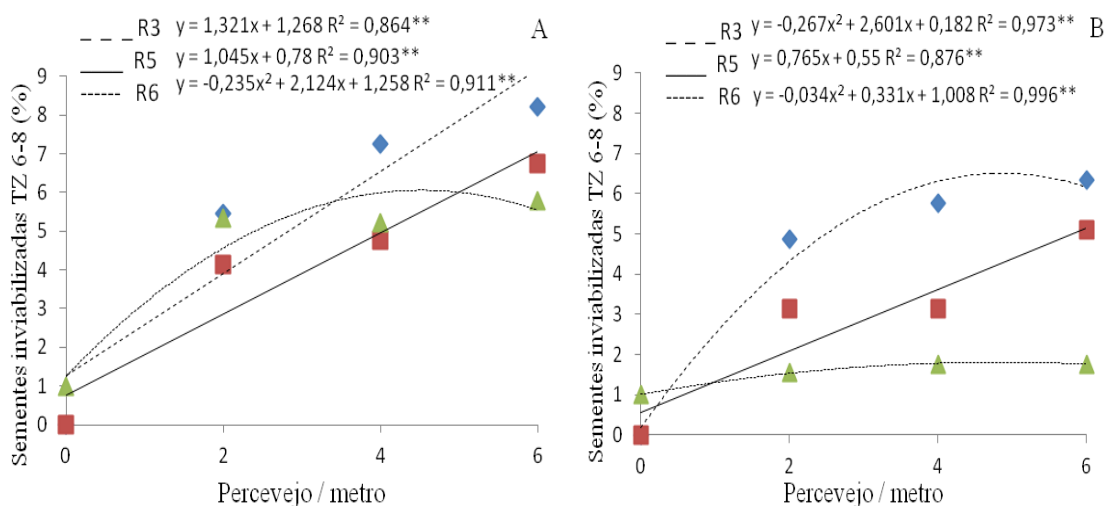 R3 y = 1,321x + 1,268 R² = 0,864**
R5 y = 1,045x + 0,78 R² = 0,903**
R6 y = -0,235x² + 2,124x + 1,258 R² = 0,911**
A
Sementes inviabilizadas TZ 6-8 (%)
9
8
7
6
5
4
3
2
1
0
0 2 4 6
Percevejo / metro
R3 y = -0,267x² + 2,601x + 0,182 R² = 0,973**
R5 y = 0,765x + 0,55 R² = 0,876**
R6 y = -0,034x² + 0,331x + 1,008 R² = 0,996**
B
Sementes inviabilizadas TZ 6-8 (%)
9
8
7
6
5
4
3
2
1
0
0 2 4 6
Percevejo / metro